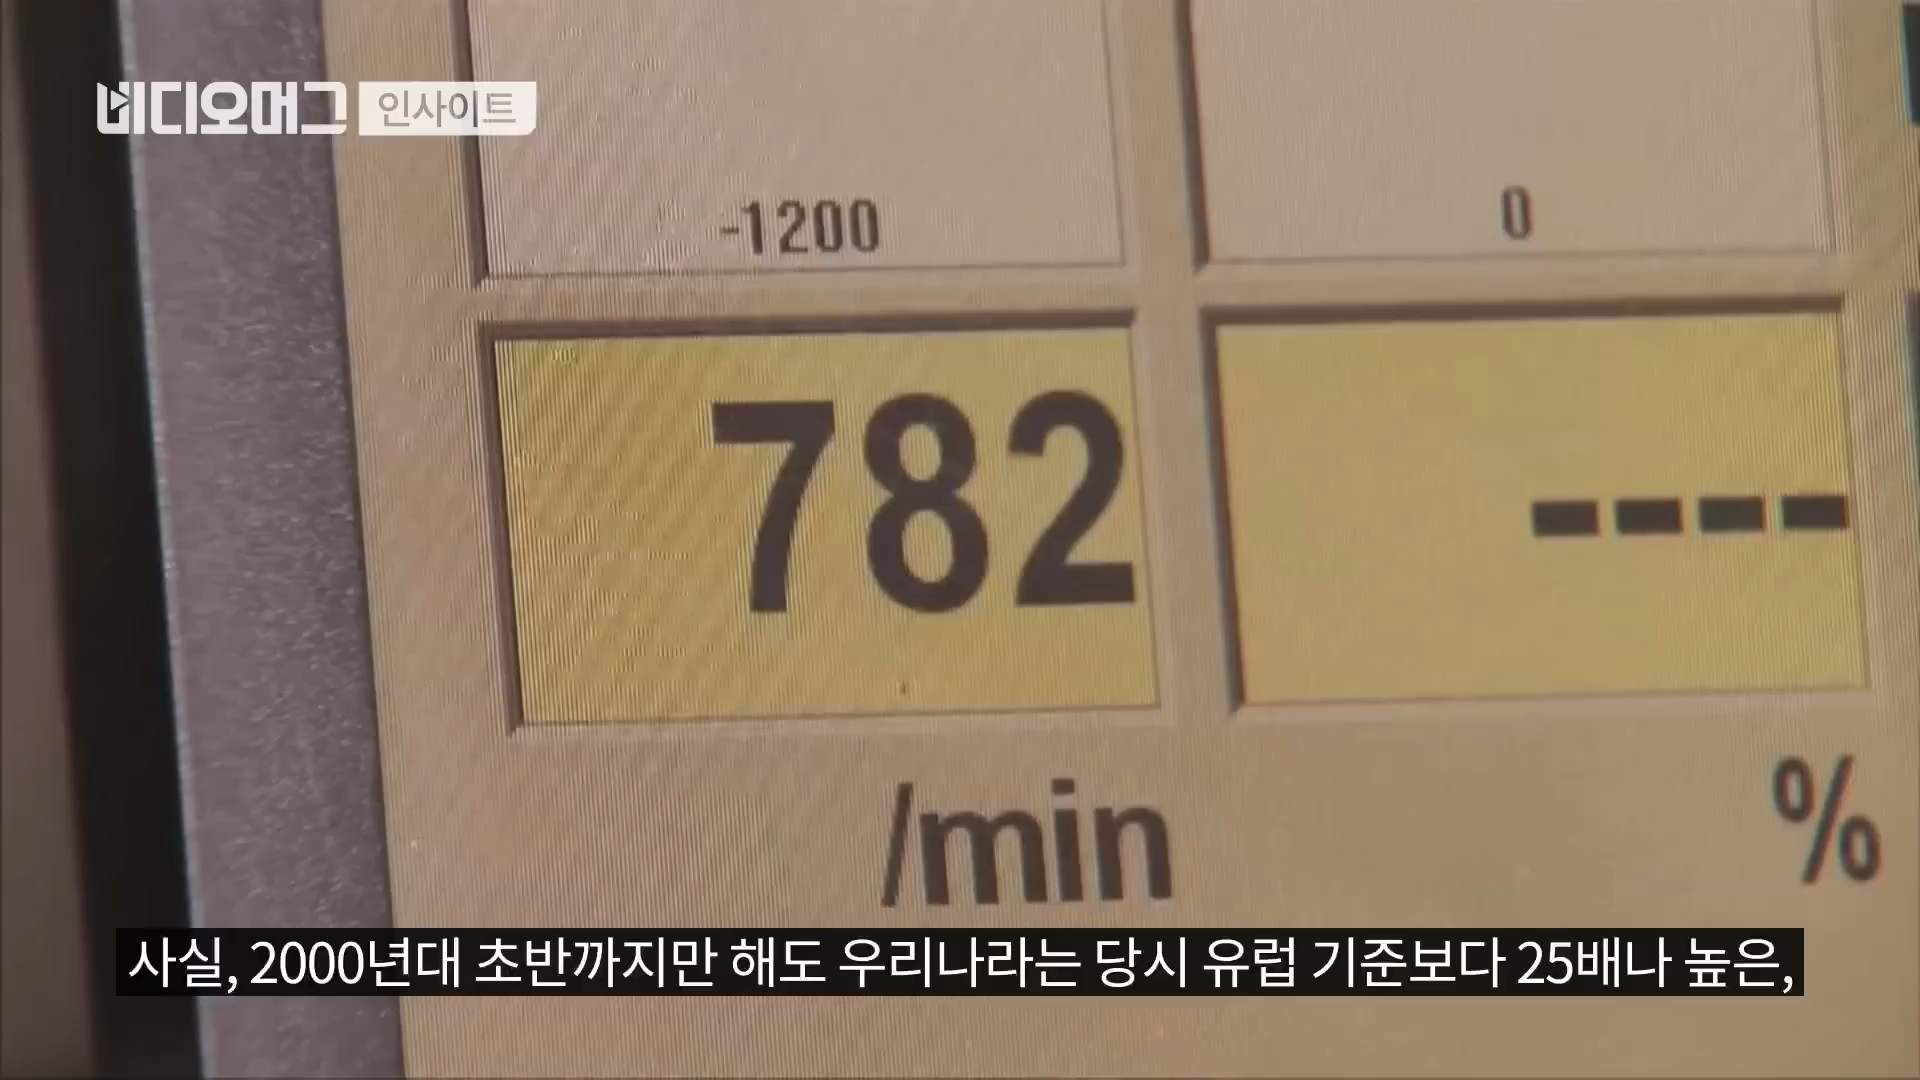 비디오머그 인사이트
-1200 0
782 ----
/min %
사실, 2000년대 초반까지만 해도 우리나라는 당시 유럽 기준보다 25배나 높은,